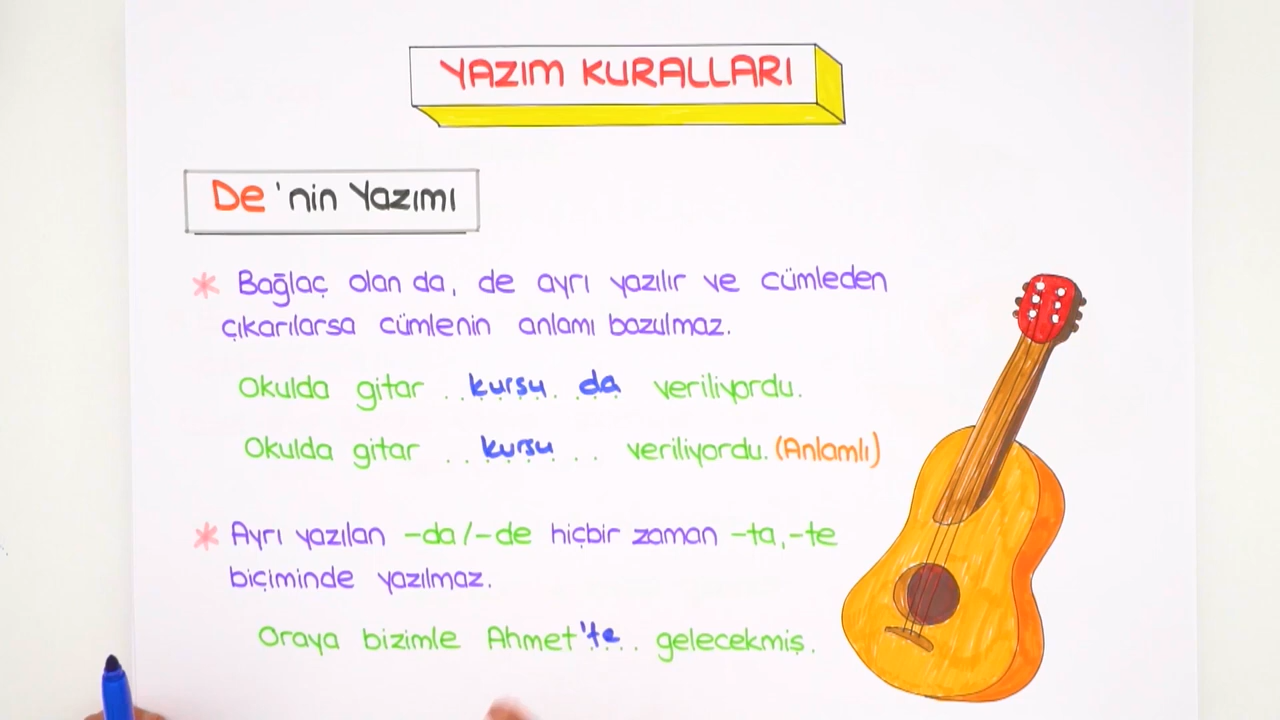 YAZIM KURALLARI
De'nin Yazımı
* Bağlaç olan da, de ayrı yazılır ve cümleden
çıkarılarsa cümlenin anlamı bozulmaz.
Okulda gitar ..kursu. da veriliyordu.
Okulda gitar ..kursu... veriliyordu. (Anlamlı)
* Ayrı yazılan -da/-de hiçbir zaman -ta,-te
biçiminde yazılmaz.
Oraya bizimle Ahmet'te.. gelecekmiş.